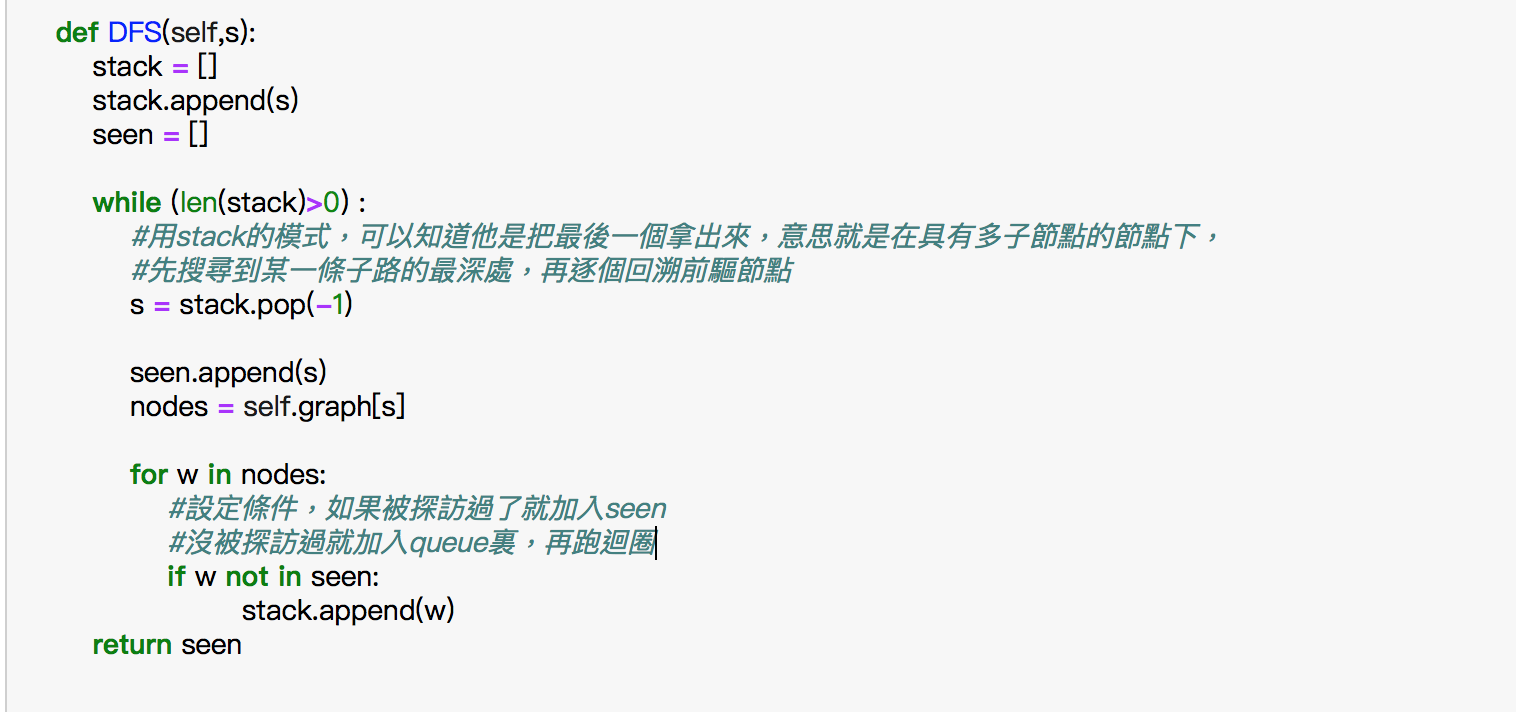 def DFS(self,s):
stack = []
stack.append(s)
seen = []
while (len(stack)>0) :
#用stack的模式，可以知道他是把最後一個拿出來，意思就是在具有多子節點的節點下，
#先搜尋到某一條子路的最深處，再逐個回溯前驅節點
s = stack.pop(-1)
seen.append(s)
nodes = self.graph[s]
for w in nodes:
#設定條件，如果被探訪過了就加入seen
#沒被探訪過就加入queue裏，再跑迴圈
if w not in seen:
stack.append(w)
return seen